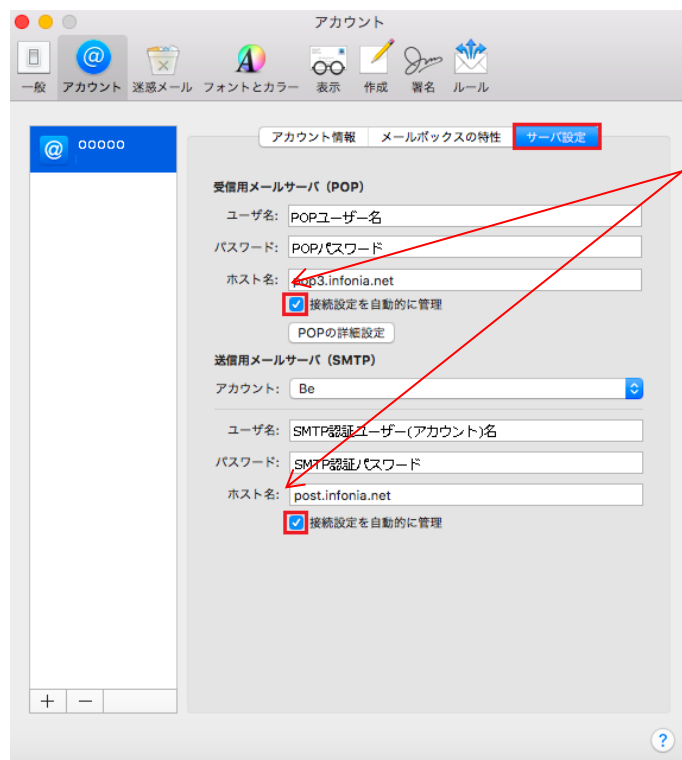 アカウント
一般 アカウント 迷惑メール フォントとカラー 表示 作成 署名 ルール
@ ooooo
アカウント情報 メールボックスの特性 サーバ設定
受信用メールサーバ（POP）
ユーザ名: POPユーザー名
パスワード: POPパスワード
ホスト名: pop3.infonia.net
接続設定を自動的に管理
POPの詳細設定
送信用メールサーバ（SMTP）
アカウント: Be
ユーザ名: SMTP認証ユーザー(アカウント)名
パスワード: SMTP認証パスワード
ホスト名: post.infonia.net
接続設定を自動的に管理
+ −
?